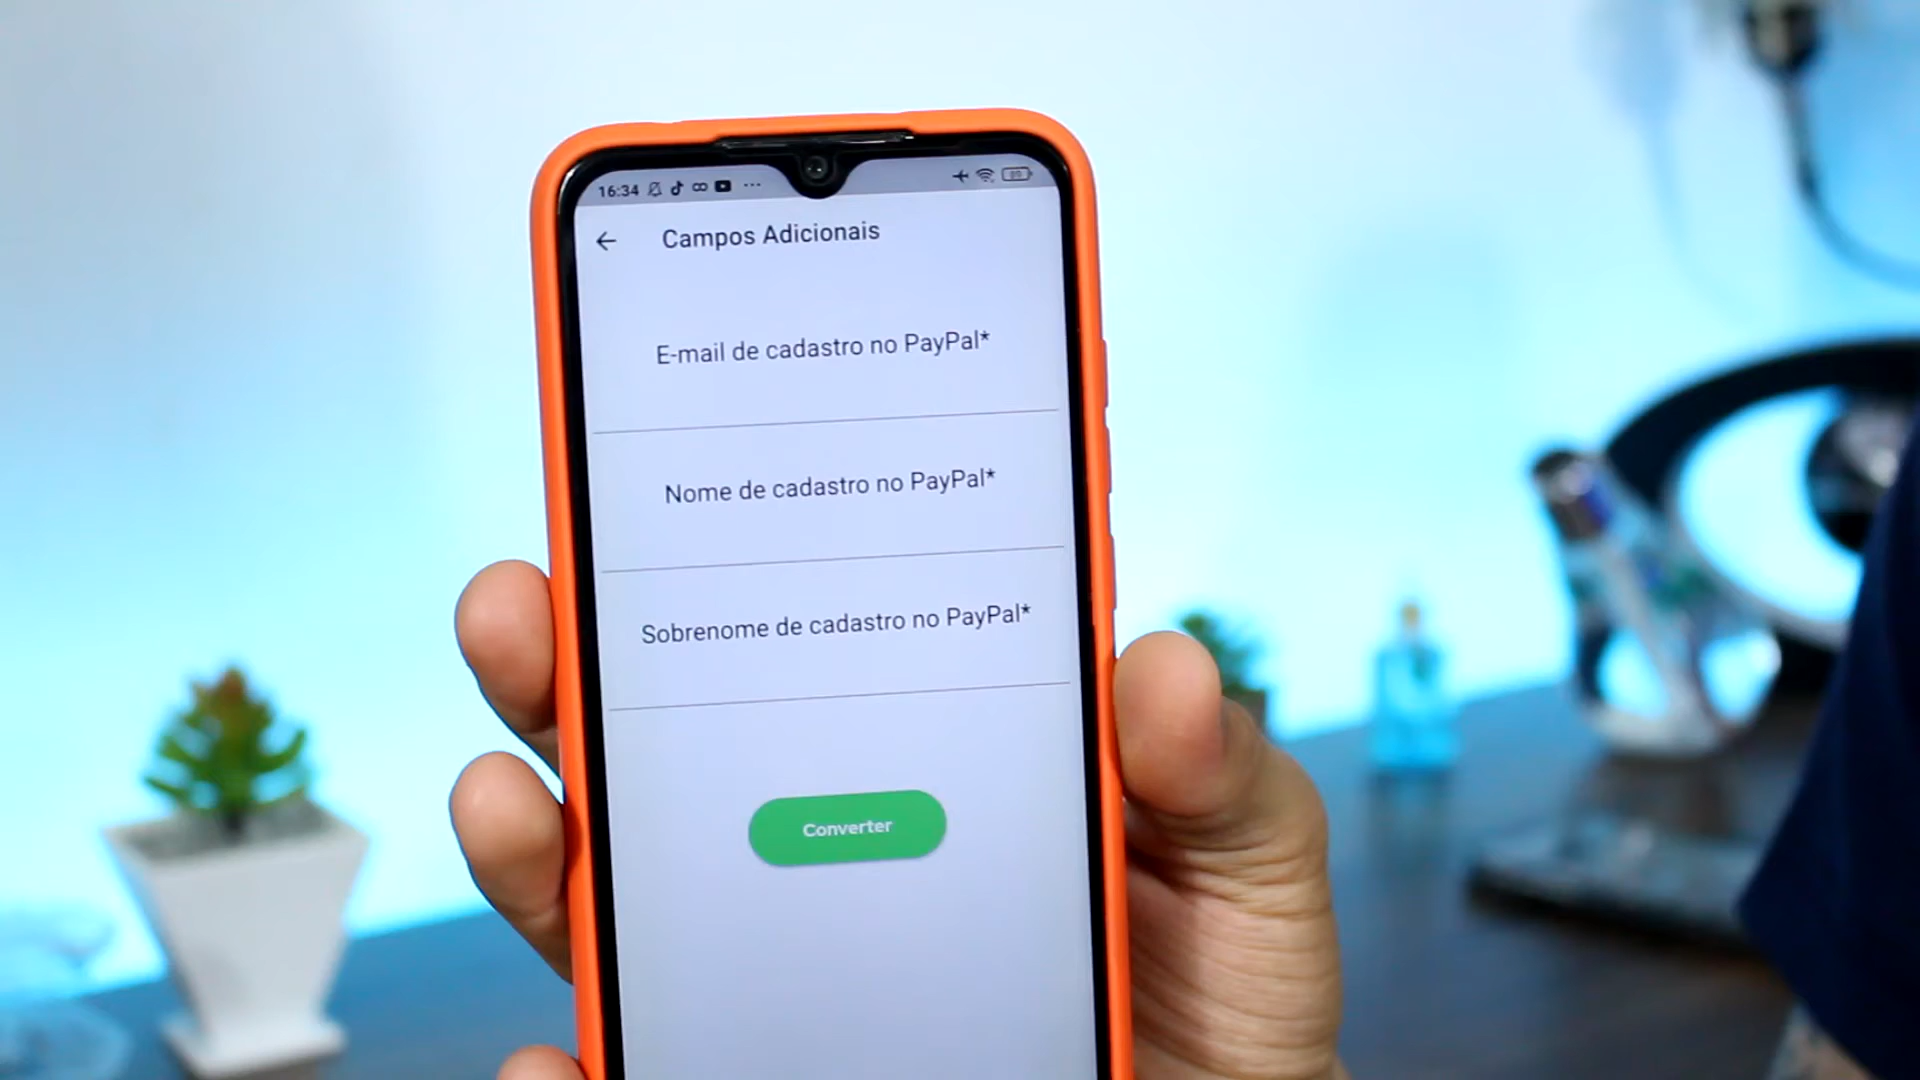 16:34
Campos Adicionais
E-mail de cadastro no PayPal*
Nome de cadastro no PayPal*
Sobrenome de cadastro no PayPal*
Converter